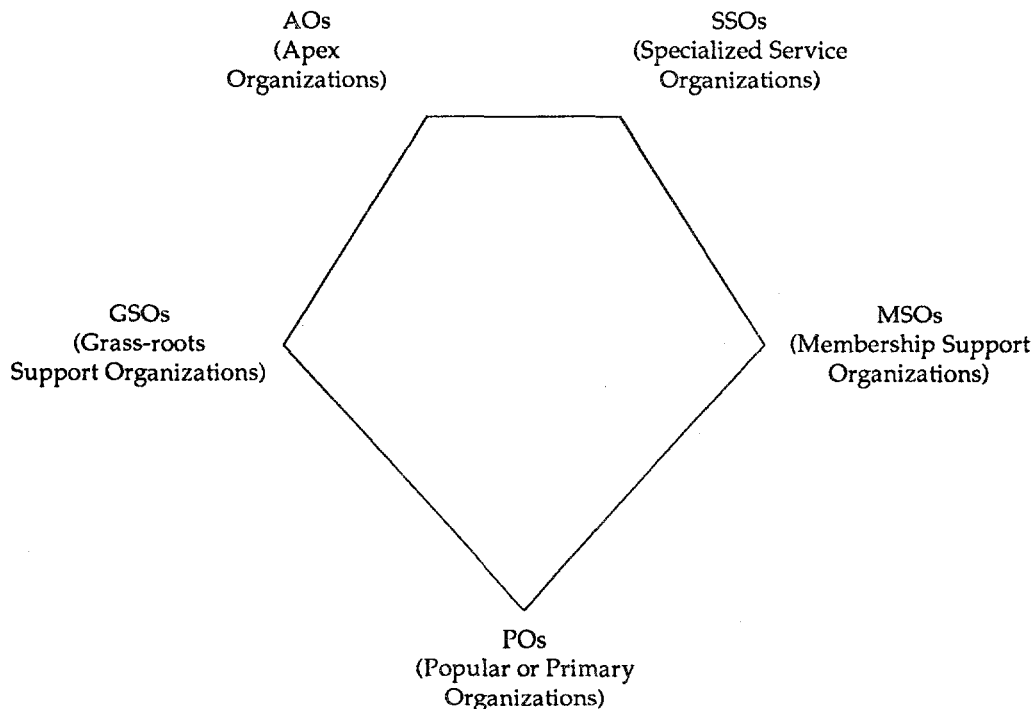 AOs
(Apex
Organizations)
SSOs
(Specialized Service
Organizations)
GSOs
(Grass-roots
Support Organizations)
MSOs
(Membership Support
Organizations)
POs
(Popular or Primary
Organizations)